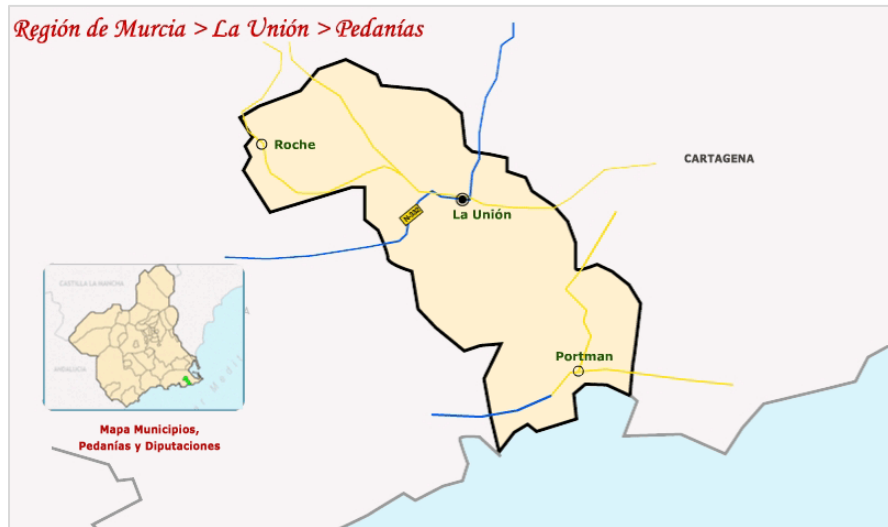 Región de Murcia > La Unión > Pedanías
Roche
CARTAGENA
N-332
La Unión
CASTILLA LA MANCHA
ANDALUCIA
Portman
Mapa Municipios,
Pedanías y Diputaciones